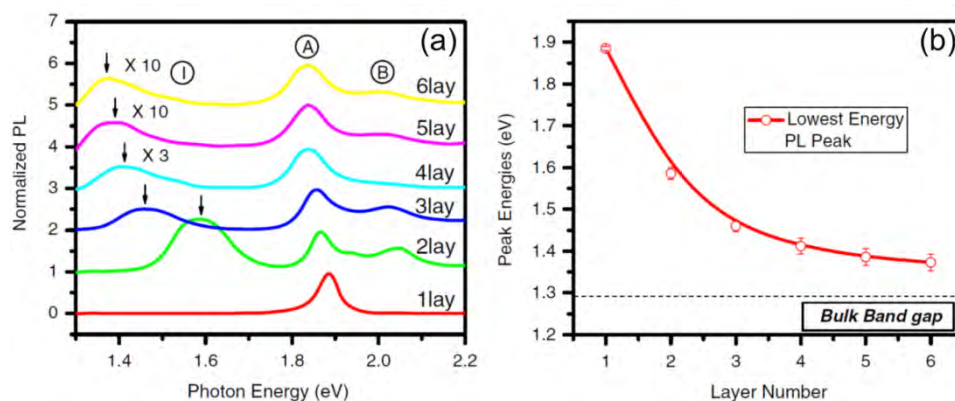 7
6
5
4
3
2
1
0
Normalized PL
(a)
X 10
I
A
B
6lay
X 10
5lay
X 3
4lay
3lay
2lay
1lay
1.4
1.6
1.8
2.0
2.2
Photon Energy (eV)
(b)
1.9
1.8
1.7
1.6
1.5
1.4
1.3
1.2
Peak Energies (eV)
Lowest Energy
PL Peak
Bulk Band gap
1
2
3
4
5
6
Layer Number